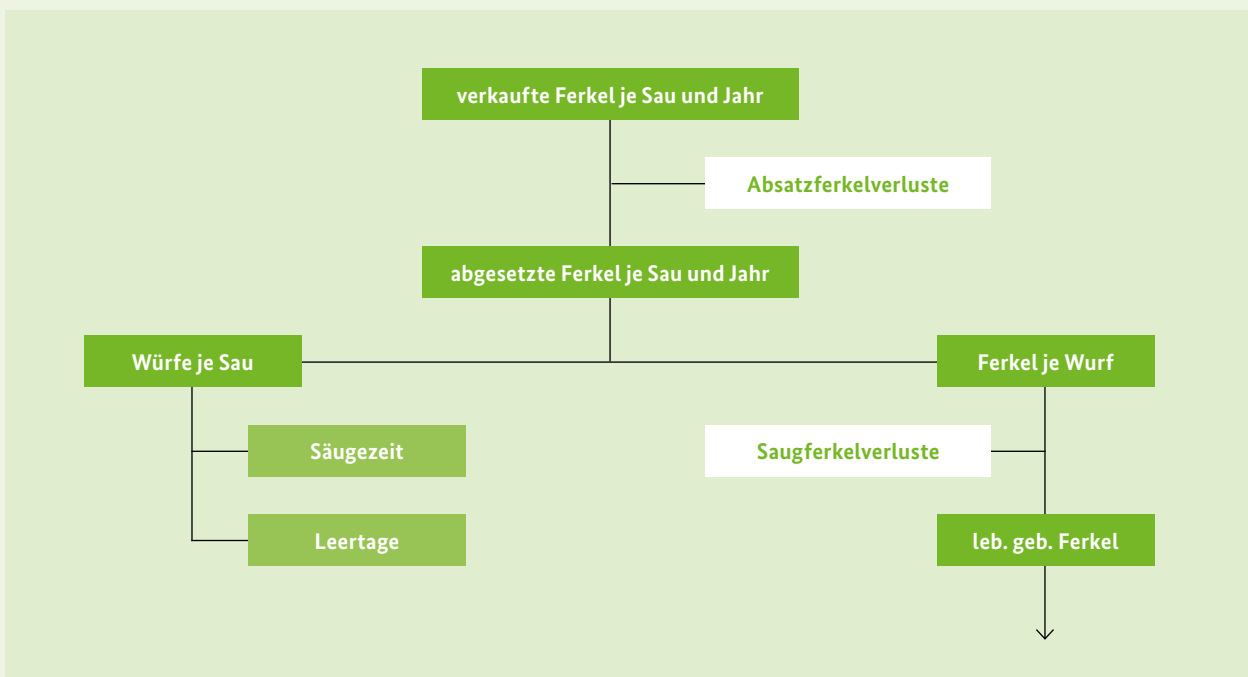 verkaufte Ferkel je Sau und Jahr
Absatzferkelverluste
abgesetzte Ferkel je Sau und Jahr
Würfe je Sau
Ferkel je Wurf
Säugezeit
Saugferkelverluste
Leertage
leb. geb. Ferkel